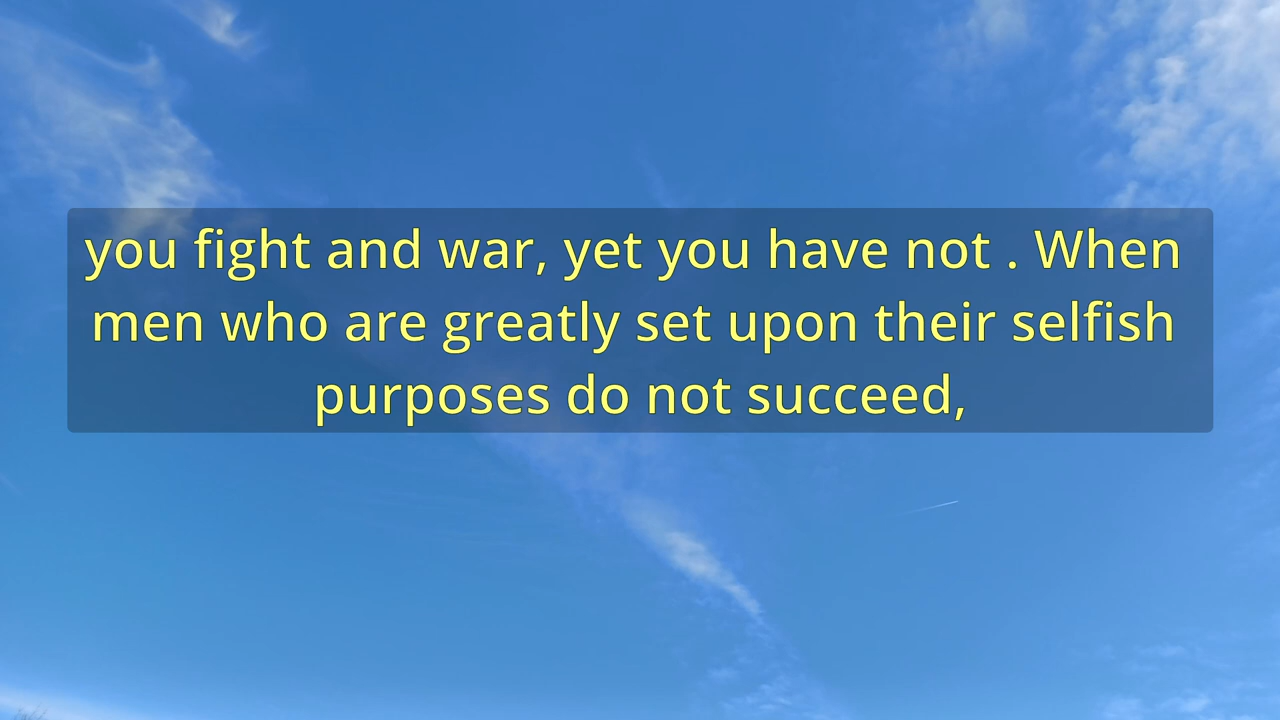 you fight and war, yet you have not . When
men who are greatly set upon their selfish
purposes do not succeed,